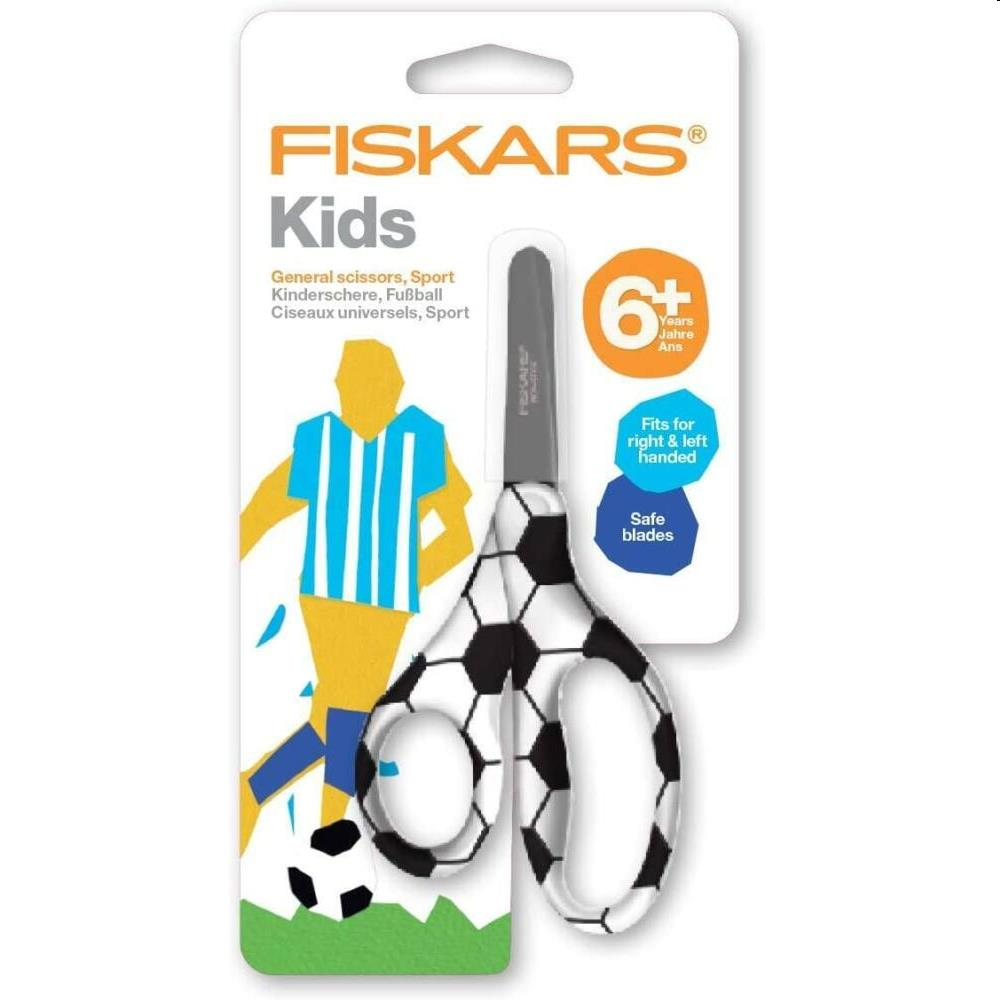 FISKARS®
Kids
General scissors, Sport
Kinderschere, Fußball
Ciseaux universels, Sport
6+
Years
Jahre
Ans
FISKARS®
Fits for
right & left
handed
Safe
blades